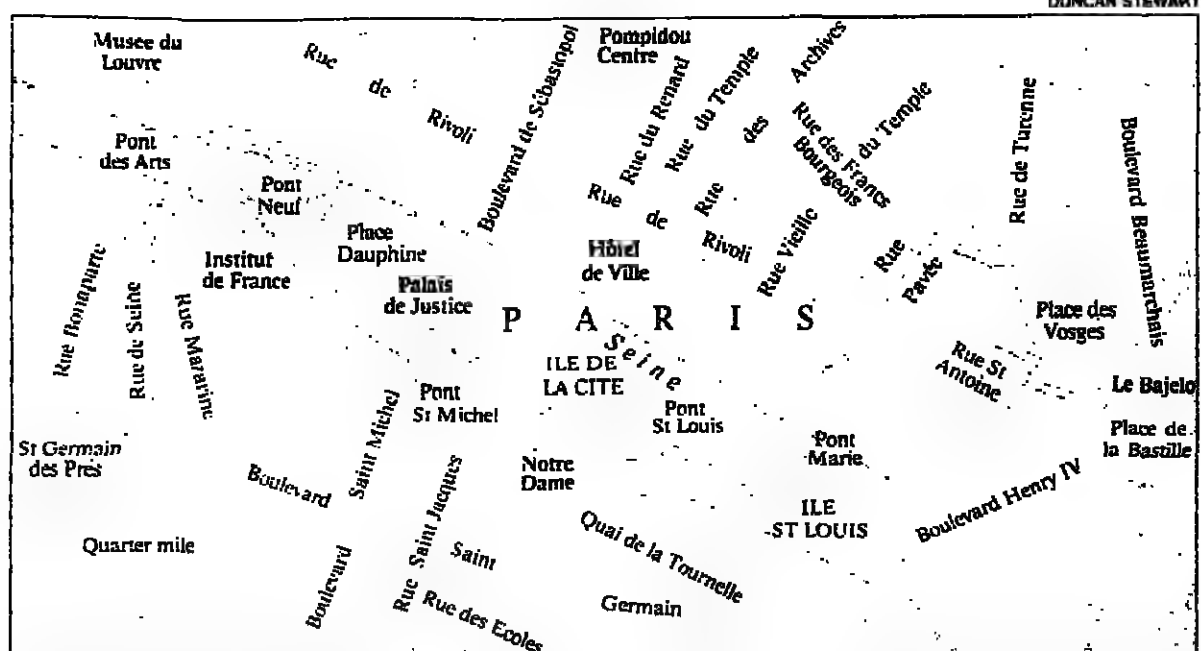 DUNCAN STEWART
Musée du
Louvre
Rue
de
Rivoli
Boulevard de Sébastopol
Pompidou
Centre
Rue du Renard
Rue du Temple
Archives
des
Rue
Rue des Francs
Bourgeois
du Temple
Rue Vieille
Rue de Turenne
Boulevard Beaumarchais
Pont
des Arts
Pont
Neuf
Place
Dauphine
Institut
de France
Palais
de Justice
Rue
de
Rivoli
Hôtel
de Ville
Rue
Pavée
Rue Bonaparte
Rue de Seine
Rue Mazarine
PARIS
Seine
Place des
Vosges
ILE DE
LA CITE
Rue St
Antoine
Le Bajelo
Pont
St Michel
Pont
St Louis
Pont
Marie
Place de
la Bastille
St Germain
des Prés
Boulevard
Saint Michel
Boulevard
Saint
Germain
Notre
Dame
ILE
ST LOUIS
Boulevard Henry IV
Quai de la Tournelle
Rue Saint Jacques
Rue des Ecoles
Quarter mile